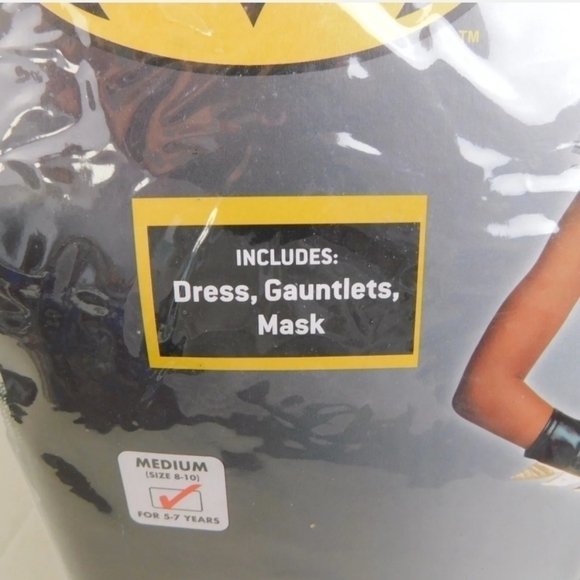 TM
INCLUDES:
Dress, Gauntlets,
Mask
MEDIUM
(SIZE 8-10)
FOR 5-7 YEARS